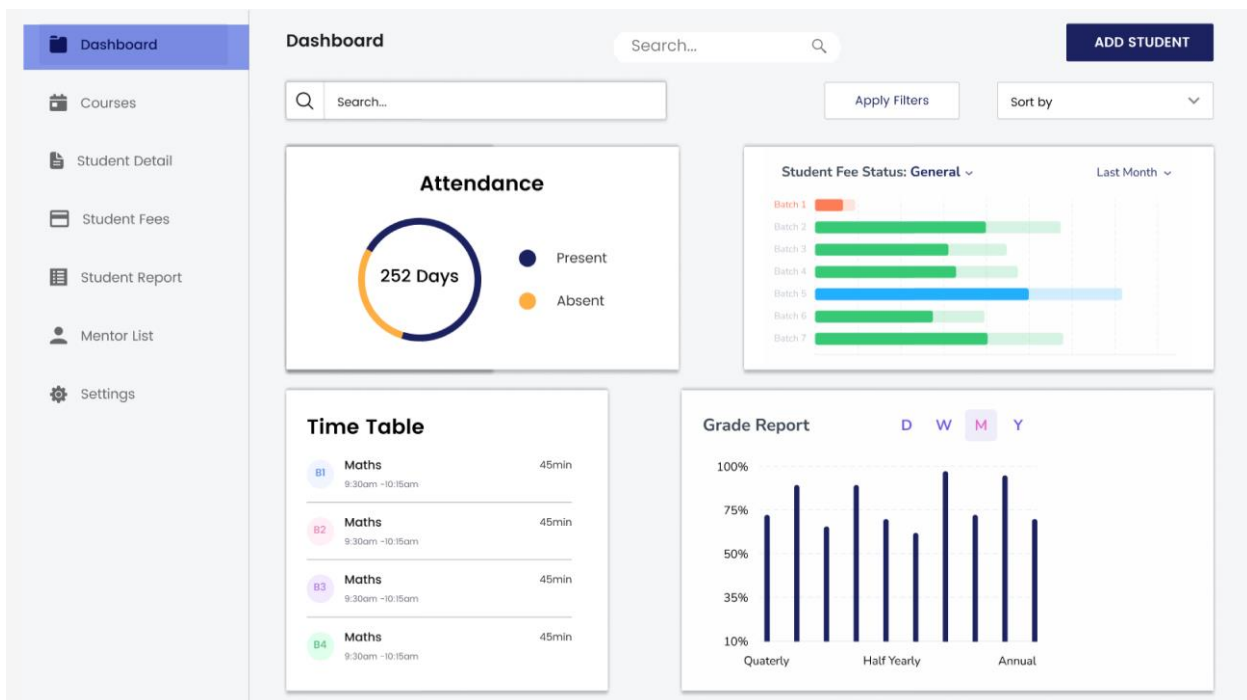 Dashboard
Courses
Student Detail
Student Fees
Student Report
Mentor List
Settings
Dashboard
Search...
ADD STUDENT
Search...
Apply Filters
Sort by
Attendance
252 Days
Present
Absent
Student Fee Status: General
Last Month
Batch 1
Batch 2
Batch 3
Batch 4
Batch 5
Batch 6
Batch 7
Time Table
B1 Maths 45min
9:30am -10:15am
B2 Maths 45min
9:30am -10:15am
B3 Maths 45min
9:30am -10:15am
B4 Maths 45min
9:30am -10:15am
Grade Report
D W M Y
100%
75%
50%
35%
10%
Quaterly Half Yearly Annual